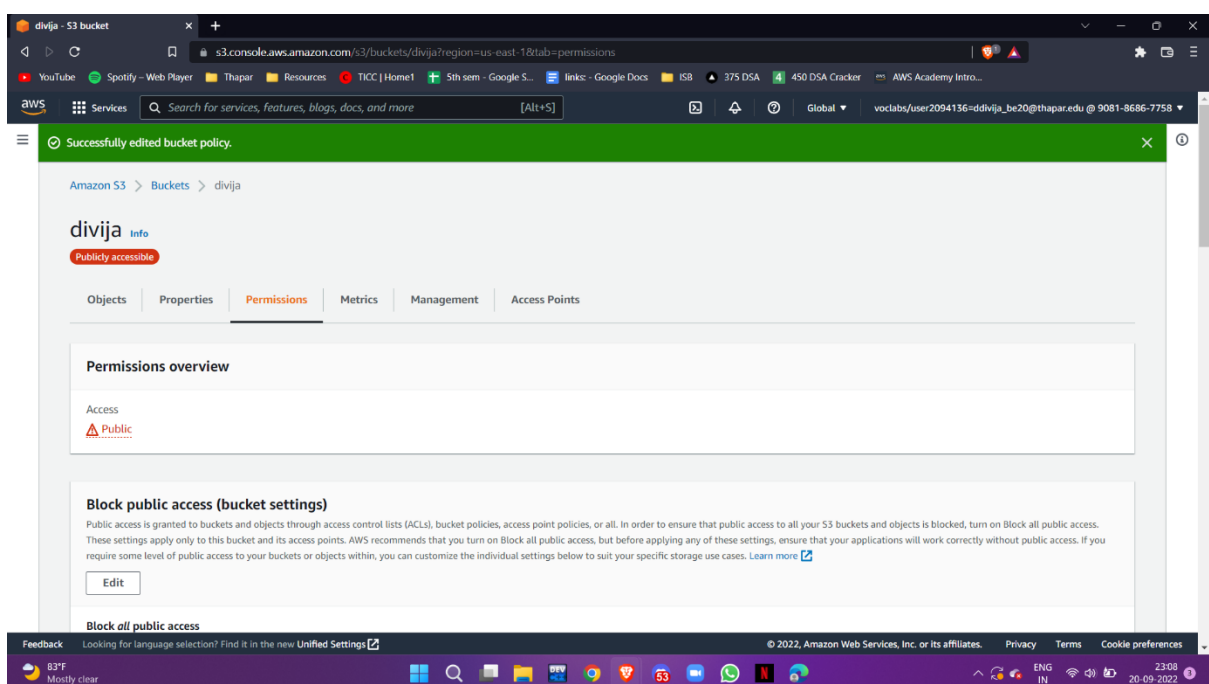 divija - S3 bucket
s3.console.aws.amazon.com/s3/buckets/divija?region=us-east-1&tab=permissions
YouTube Spotify – Web Player Thapar Resources TICC | Home1 5th sem - Google S... links: - Google Docs ISB 375 DSA 4 450 DSA Cracker AWS Academy Intro...
aws Services Search for services, features, blogs, docs, and more [Alt+S] Global voclabs/user2094136=ddivija_be20@thapar.edu @ 9081-8686-7758
Successfully edited bucket policy.
Amazon S3 Buckets divija
divija Info
Publicly accessible
Objects Properties Permissions Metrics Management Access Points
Permissions overview
Access
Public
Block public access (bucket settings)
Public access is granted to buckets and objects through access control lists (ACLs), bucket policies, access point policies, or all. In order to ensure that public access to all your S3 buckets and objects is blocked, turn on Block all public access.
These settings apply only to this bucket and its access points. AWS recommends that you turn on Block all public access, but before applying any of these settings, ensure that your applications will work correctly without public access. If you
require some level of public access to your buckets or objects within, you can customize the individual settings below to suit your specific storage use cases. Learn more
Edit
Block all public access
Feedback Looking for language selection? Find it in the new Unified Settings © 2022, Amazon Web Services, Inc. or its affiliates. Privacy Terms Cookie preferences
83°F
Mostly clear
DEV
53
N
ENG
IN
23:08
20-09-2022
1